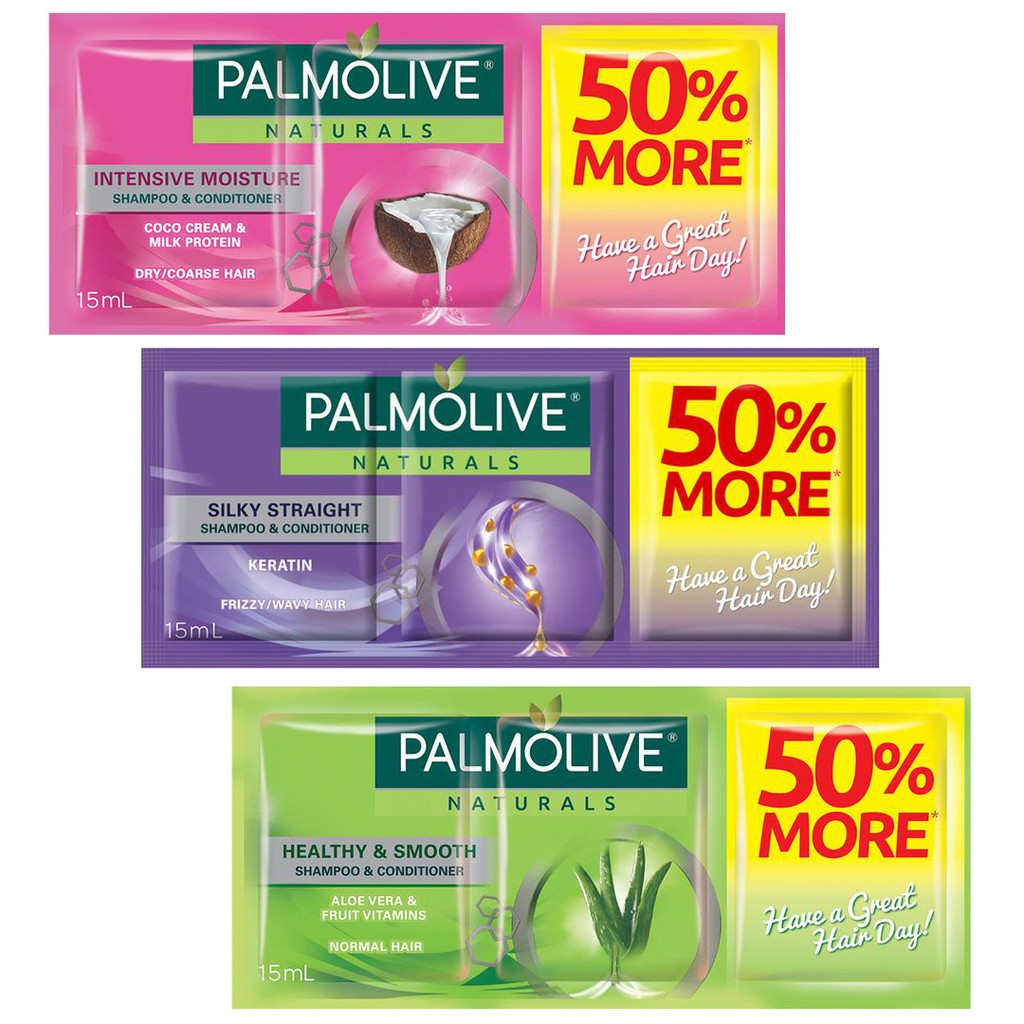 PALMOLIVE®
NATURALS
INTENSIVE MOISTURE
SHAMPOO & CONDITIONER
COCO CREAM &
MILK PROTEIN
DRY/COARSE HAIR
15mL
50%
MORE*
Have a Great
Hair Day!
PALMOLIVE®
NATURALS
SILKY STRAIGHT
SHAMPOO & CONDITIONER
KERATIN
FRIZZY/WAVY HAIR
15mL
50%
MORE*
Have a Great
Hair Day!
PALMOLIVE®
NATURALS
HEALTHY & SMOOTH
SHAMPOO & CONDITIONER
ALOE VERA &
FRUIT VITAMINS
NORMAL HAIR
15mL
50%
MORE*
Have a Great
Hair Day!